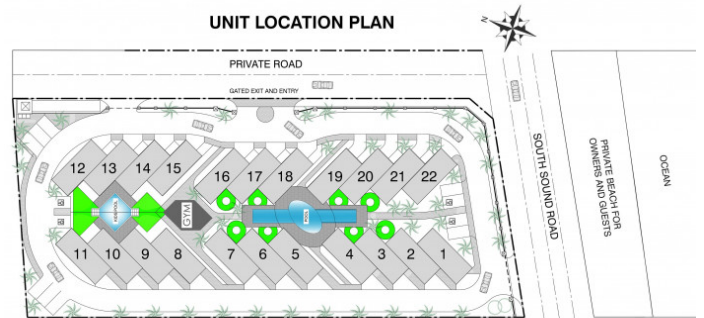 UNIT LOCATION PLAN
N
PRIVATE ROAD
GATED EXIT AND ENTRY
12 13 14 15 16 17 18 19 20 21 22
GYM
POOL
11 10 9 8 7 6 5 4 3 2 1
SOUTH SOUND ROAD
PRIVATE BEACH FOR
OWNERS AND GUESTS
OCEAN